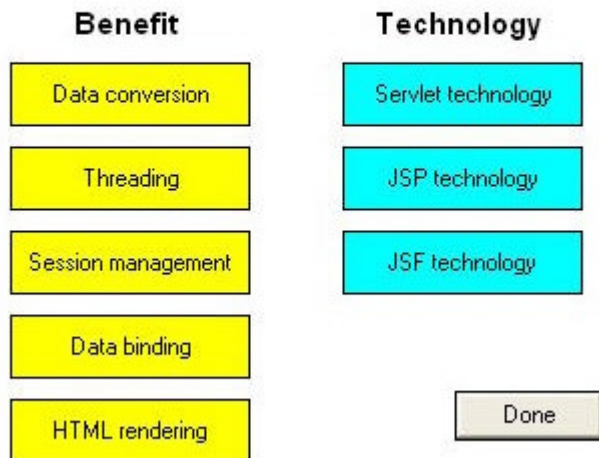 Benefit
Technology
Data conversion
Servlet technology
Threading
JSP technology
Session management
JSF technology
Data binding
HTML rendering
Done